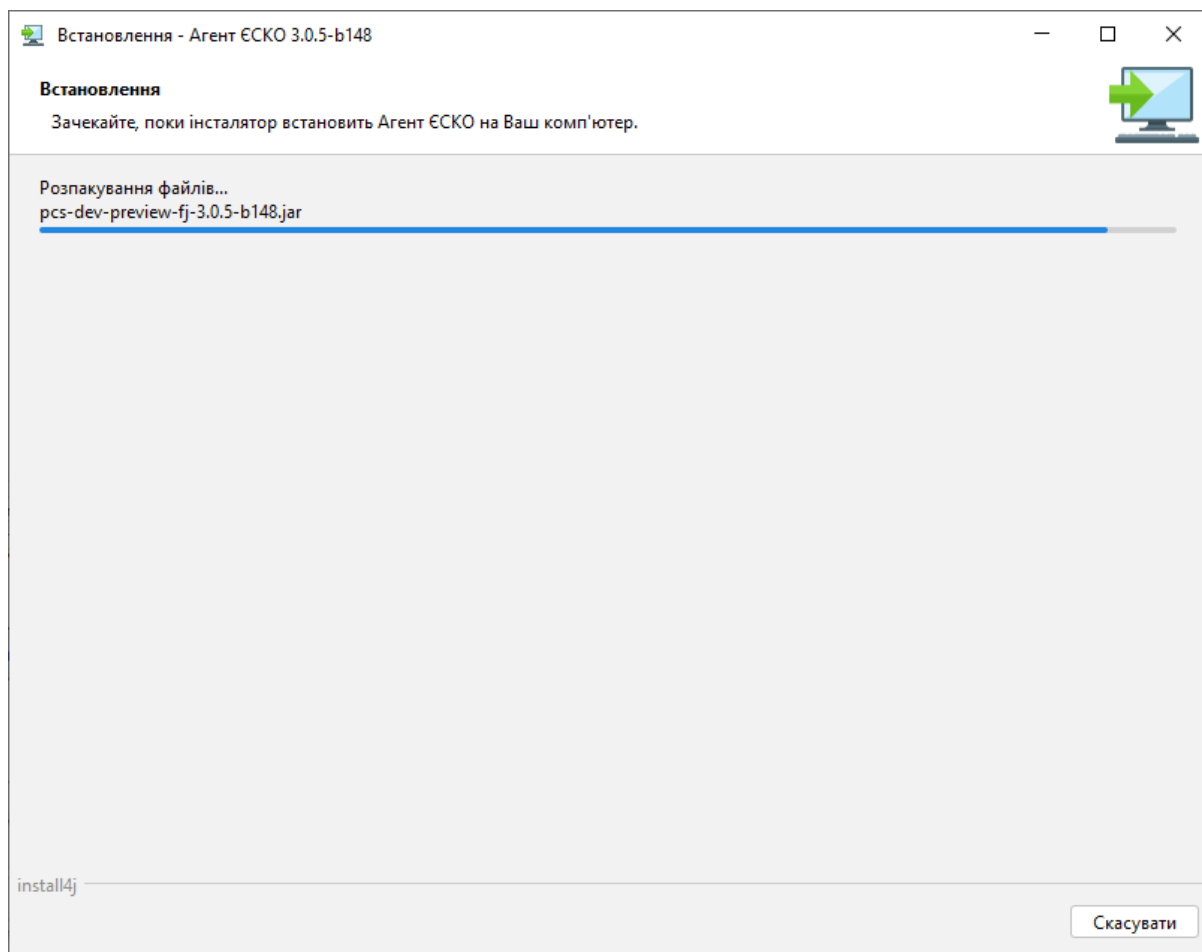 Встановлення - Агент ЄСКО 3.0.5-b148
Встановлення
Зачекайте, поки інсталятор встановить Агент ЄСКО на Ваш комп'ютер.
Розпакування файлів...
pcs-dev-preview-fj-3.0.5-b148.jar
install4j
Скасувати